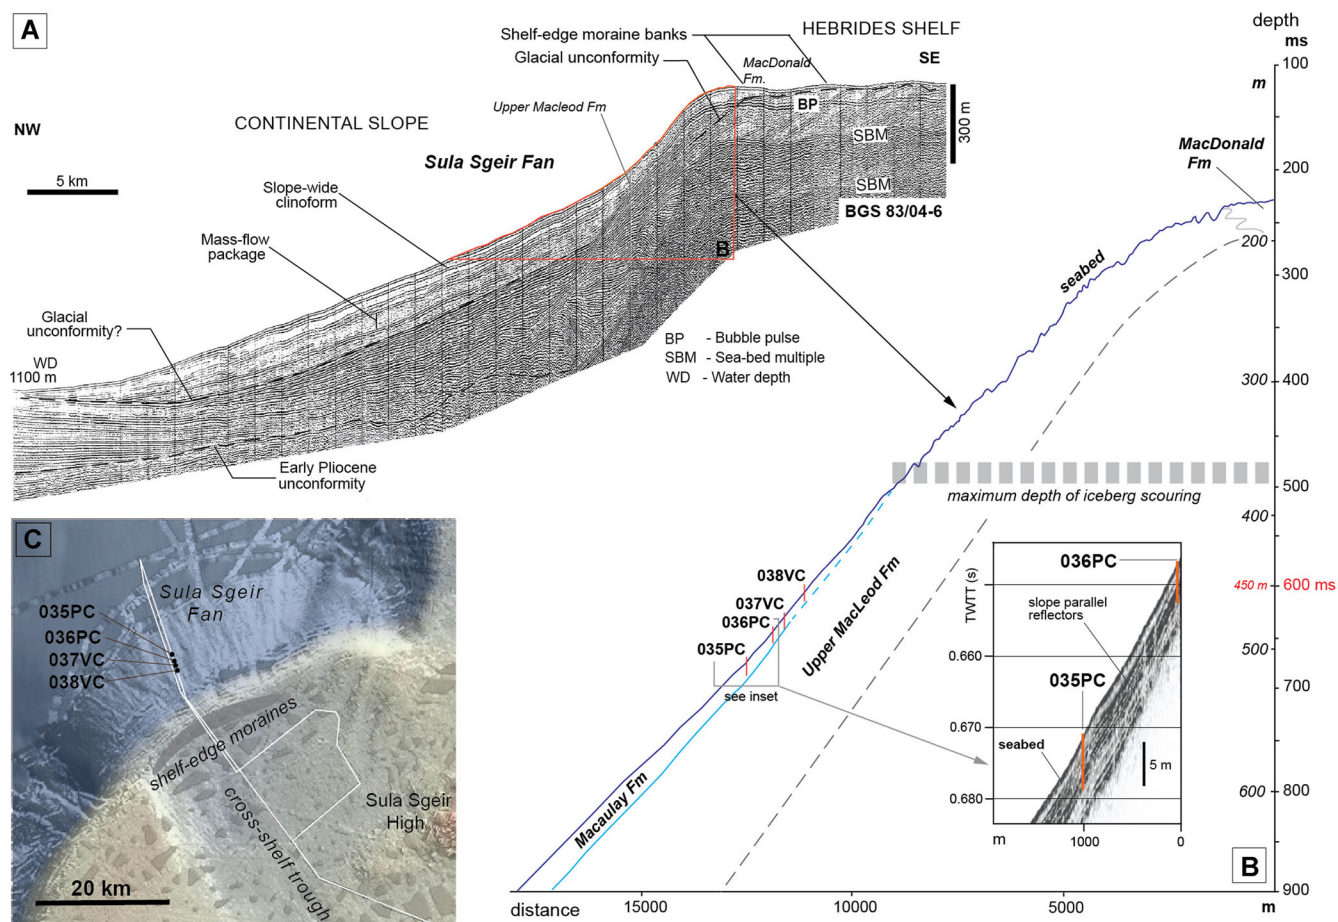 A
HEBRIDES SHELF
Shelf-edge moraine banks
SE
Glacial unconformity
MacDonald
Fm.
BP
Upper Macleod Fm
SBM
300 m
NW
CONTINENTAL SLOPE
Sula Sgeir Fan
5 km
Slope-wide
clinoform
SBM
BGS 83/04-6
Mass-flow
package
B
Glacial
unconformity?
BP - Bubble pulse
SBM - Sea-bed multiple
WD - Water depth
WD
1100 m
Early Pliocene
unconformity
depth
ms
100
m
MacDonald
Fm
200
200
seabed
300
300
400
maximum depth of iceberg scouring
500
400
038VC
037VC
036PC
035PC
see inset
Upper MacLeod Fm
Macaulay Fm
450 m
600 ms
500
700
600
800
900
036PC
TWTT (s)
slope parallel
reflectors
0.660
035PC
0.670
seabed
5 m
0.680
m
1000
0
B
distance
15000
10000
5000
m
C
Sula Sgeir
Fan
035PC
036PC
037VC
038VC
shelf-edge moraines
cross-shelf trough
Sula Sgeir
High
20 km